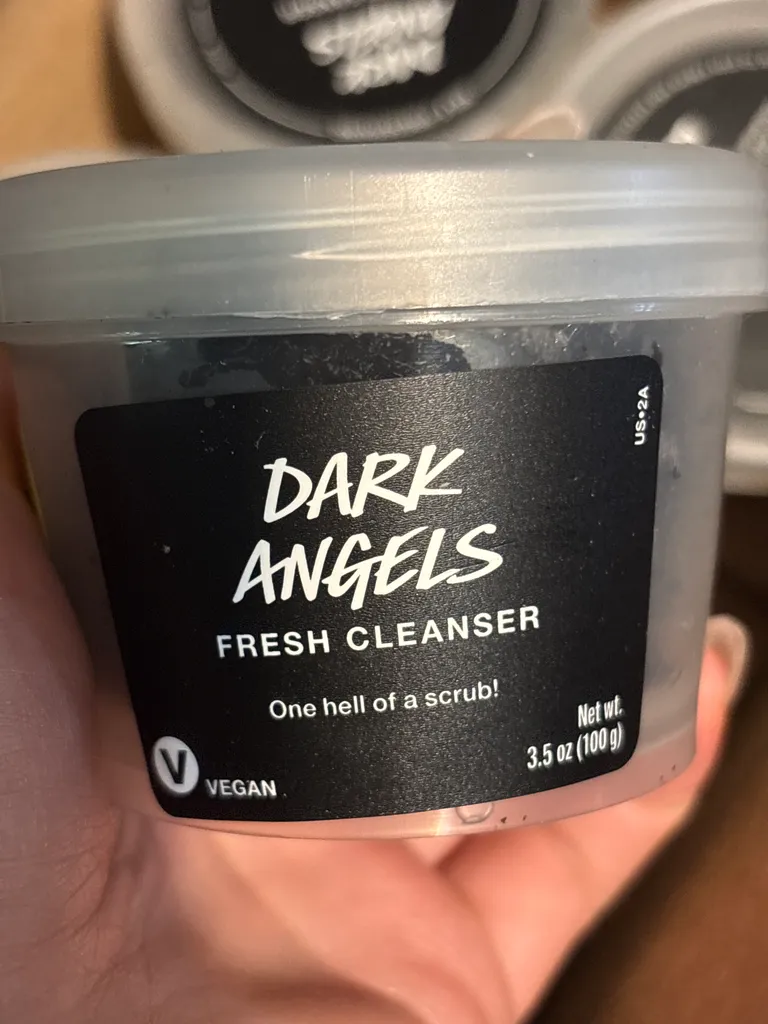 US•2A
DARK
ANGELS
FRESH CLEANSER
One hell of a scrub!
Net wt.
3.5 oz (100 g)
V
VEGAN